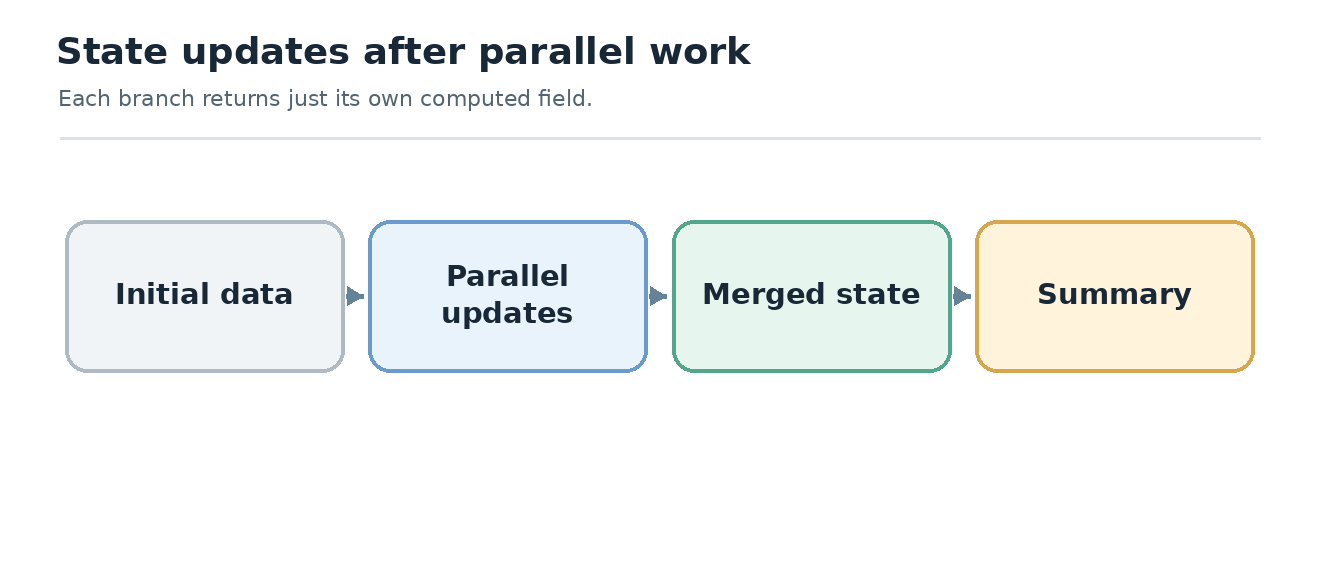 State updates after parallel work
Each branch returns just its own computed field.
Initial data
Parallel
updates
Merged state
Summary